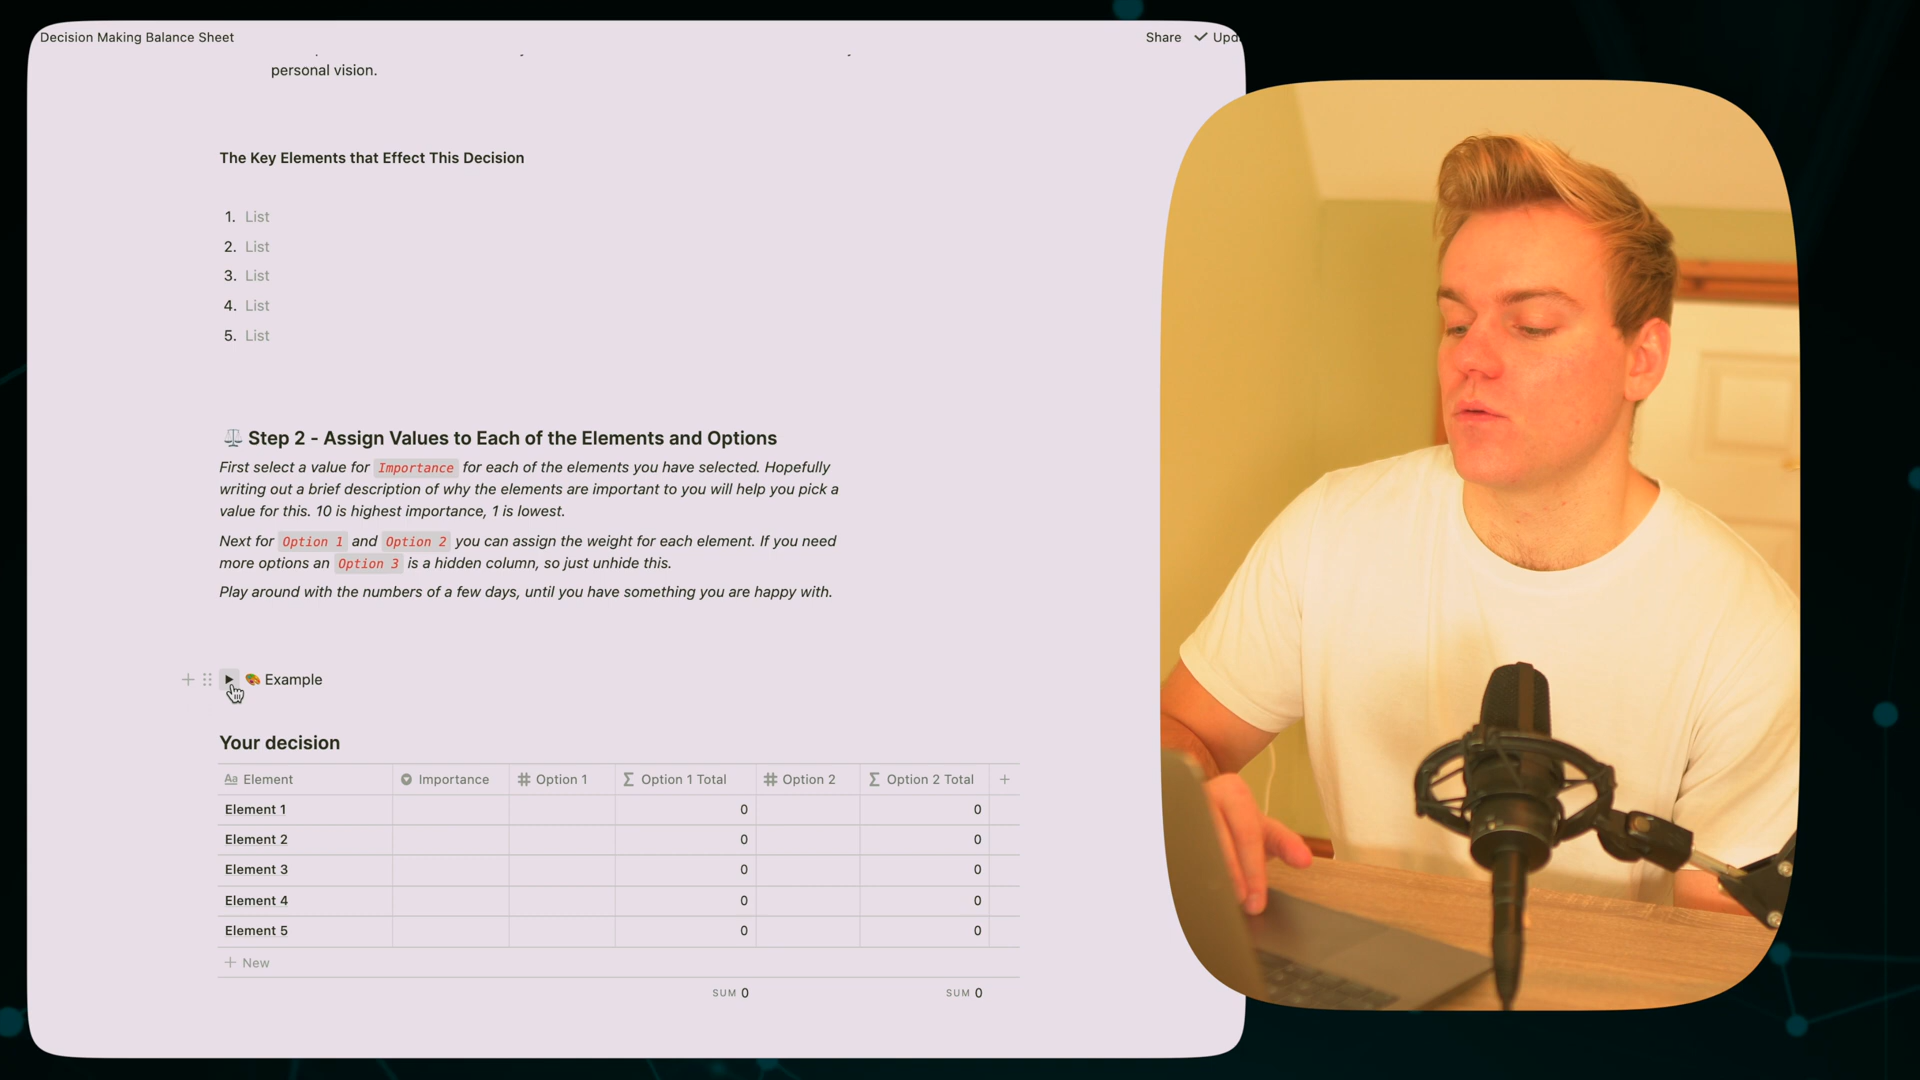 Decision Making Balance Sheet
Share
personal vision.
The Key Elements that Effect This Decision
1. List
2. List
3. List
4. List
5. List
Step 2 - Assign Values to Each of the Elements and Options
First select a value for Importance for each of the elements you have selected. Hopefully
writing out a brief description of why the elements are important to you will help you pick a
value for this. 10 is highest importance, 1 is lowest.
Next for Option 1 and Option 2 you can assign the weight for each element. If you need
more options an Option 3 is a hidden column, so just unhide this.
Play around with the numbers of a few days, until you have something you are happy with.
Example
Your decision
Aa Element Importance # Option 1 Σ Option 1 Total # Option 2 Σ Option 2 Total +
Element 1 0 0
Element 2 0 0
Element 3 0 0
Element 4 0 0
Element 5 0 0
+ New
SUM 0 SUM 0